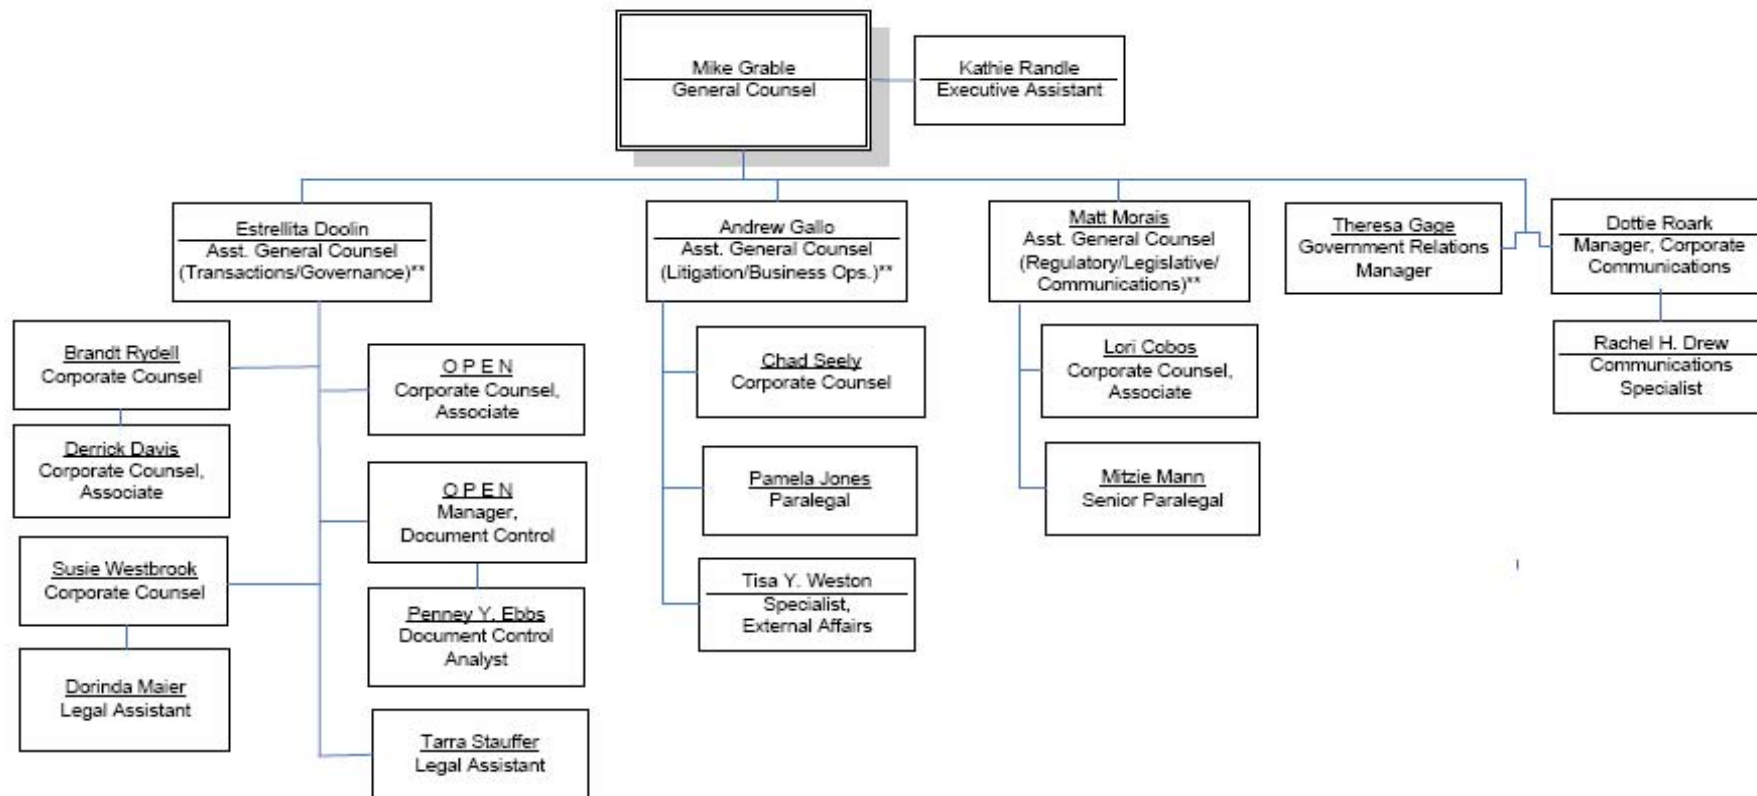 Mike Grable
General Counsel
Kathie Randle
Executive Assistant
Estrellita Doolin
Asst. General Counsel
(Transactions/Governance)**
Andrew Gallo
Asst. General Counsel
(Litigation/Business Ops.)**
Matt Morais
Asst. General Counsel
(Regulatory/Legislative/
Communications)**
Theresa Gage
Government Relations
Manager
Dottie Roark
Manager, Corporate
Communications
Brandt Rydell
Corporate Counsel
Derrick Davis
Corporate Counsel,
Associate
Susie Westbrook
Corporate Counsel
Dorinda Maier
Legal Assistant
O P E N
Corporate Counsel,
Associate
O P E N
Manager,
Document Control
Penney Y. Ebbs
Document Control
Analyst
Tarra Stauffer
Legal Assistant
Chad Seely
Corporate Counsel
Pamela Jones
Paralegal
Tisa Y. Weston
Specialist,
External Affairs
Lori Cobos
Corporate Counsel,
Associate
Mitzie Mann
Senior Paralegal
Rachel H. Drew
Communications
Specialist